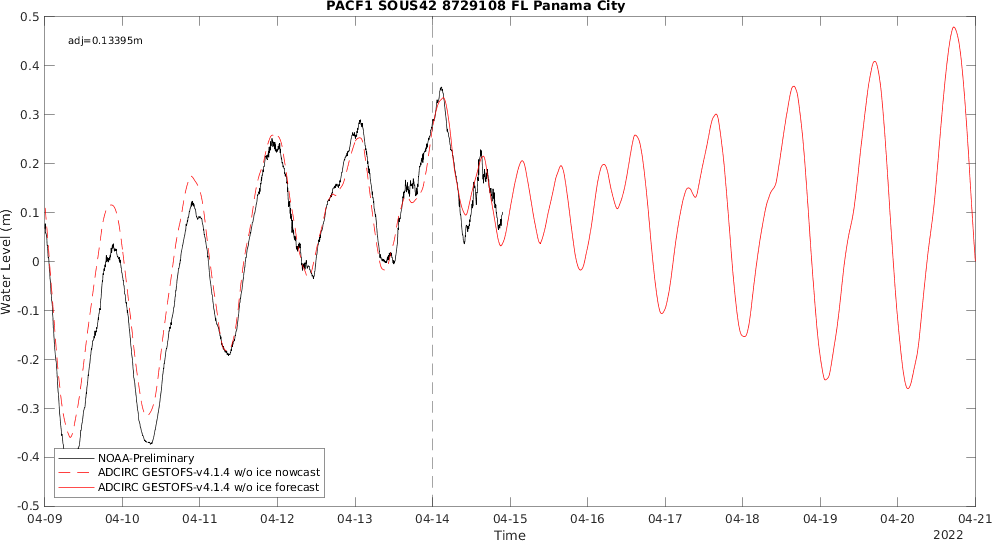 PACF1 SOUS42 8729108 FL Panama City
adj=0.13395m
0.5
0.4
0.3
0.2
0.1
0
-0.1
-0.2
-0.3
-0.4
-0.5
Water Level (m)
NOAA-Preliminary
ADCIRC GESTOFS-v4.1.4 w/o ice nowcast
ADCIRC GESTOFS-v4.1.4 w/o ice forecast
04-09 04-10 04-11 04-12 04-13 04-14 04-15 04-16 04-17 04-18 04-19 04-20 04-21
Time
2022